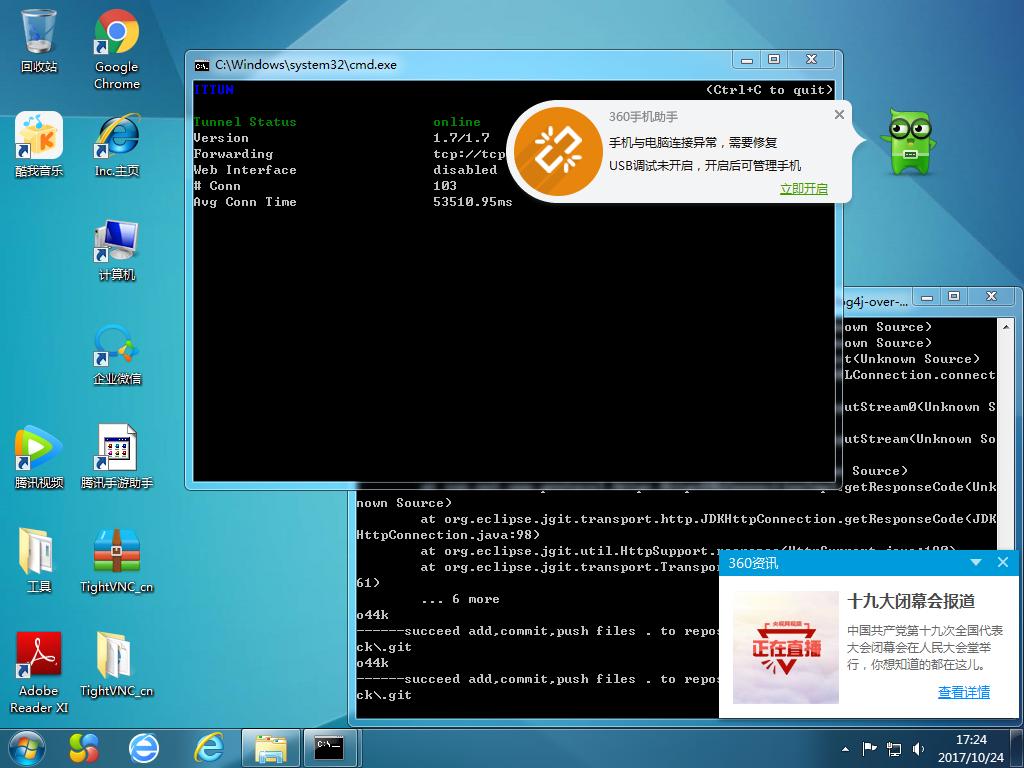 回收站
Google
Chrome
酷我音乐
Inc.主页
计算机
企业微信
腾讯视频
腾讯手游助手
工具
TightVNC_cn
Adobe
Reader XI
TightVNC_cn
C:\Windows\system32\cmd.exe
ITTUN (Ctrl+C to quit)
Tunnel Status online
Version 1.7/1.7
Forwarding tcp://tcp
Web Interface disabled
# Conn 103
Avg Conn Time 53510.95ms
360手机助手
手机与电脑连接异常，需要修复
USB调试未开启，开启后可管理手机
立即开启
og4j-over-...
own Source)
own Source)
t(Unknown Source)
LConnection.connect
utStream0(Unknown S
utStream(Unknown So
Source)
.getResponseCode(Unk
nown Source)
at org.eclipse.jgit.transport.http.JDKHttpConnection.getResponseCode(JDK
HttpConnection.java:98)
at org.eclipse.jgit.util.HttpSupport.response(HttpSupport.java:180)
at org.eclipse.jgit.transport.Transpor
61)
... 6 more
o44k
------succeed add,commit,push files . to repos
ck\.git
o44k
------succeed add,commit,push files . to repos
ck\.git
360资讯
央视网视频
正在直播
十九大闭幕会报道
中国共产党第十九次全国代表
大会闭幕会在人民大会堂举
行，你想知道的都在这儿。
查看详情
17:24
2017/10/24